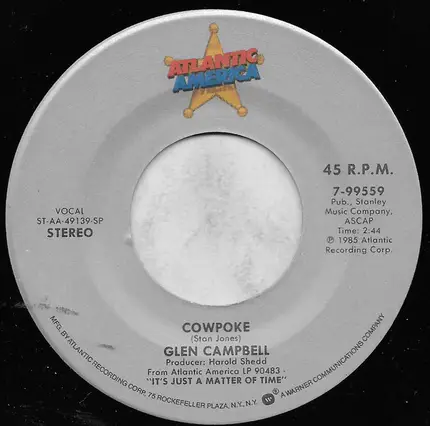 ATLANTIC
AMERICA
45 R.P.M.
7-99559
Pub., Stanley
Music Company,
ASCAP
Time: 2:44
℗ 1985 Atlantic
Recording Corp.
VOCAL
ST-AA-49139-SP
STEREO
COWPOKE
(Stan Jones)
GLEN CAMPBELL
Producer: Harold Shedd
From Atlantic America LP 90483 -
"IT'S JUST A MATTER OF TIME"
MFG. BY ATLANTIC RECORDING CORP., 75 ROCKEFELLER PLAZA, N.Y., N.Y. A WARNER COMMUNICATIONS COMPANY